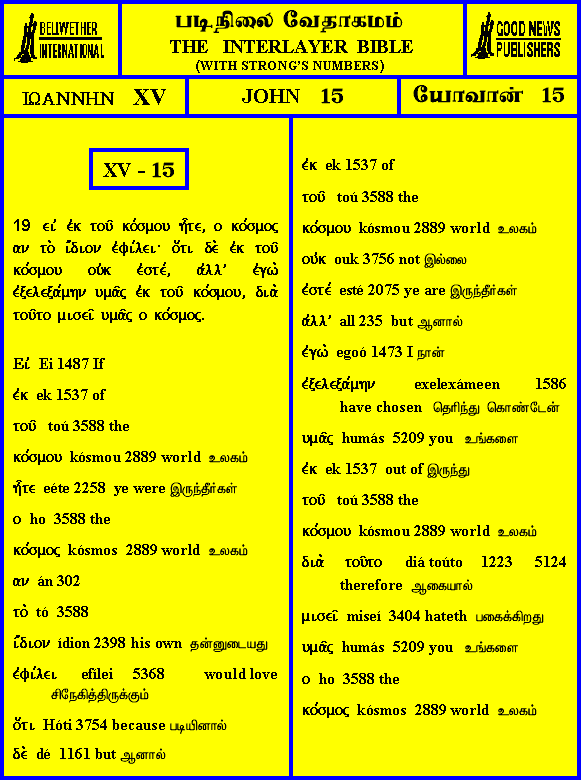 BELLWETHER
INTERNATIONAL
படிநிலை வேதாகமம்
THE INTERLAYER BIBLE
(WITH STRONG'S NUMBERS)
GOOD NEWS
PUBLISHERS
ΙΩΑΝΝΗΝ XV
JOHN 15
யோவான் 15
XV - 15
19 εἰ ἐκ τοῦ κόσμου ἦτε, ο κόσμος
αν τὸ ἴδιον ἐφίλει· ὅτι δὲ ἐκ τοῦ
κόσμου οὐκ ἐστέ, ἀλλ' ἐγὼ
ἐξελεξάμην υμᾶς ἐκ τοῦ κόσμου, διὰ
τοῦτο μισεῖ υμᾶς ο κόσμος.
Εἰ Ei 1487 If
ἐκ ek 1537 of
τοῦ toú 3588 the
κόσμου kósmou 2889 world உலகம்
ἦτε eéte 2258 ye were இருந்தீர்கள்
ο ho 3588 the
κόσμος kósmos 2889 world உலகம்
αν án 302
τὸ tó 3588
ἴδιον ídion 2398 his own தன்னுடையது
ἐφίλει efílei 5368 would love
சிநேகித்திருக்கும்
ὅτι Hóti 3754 because படியினால்
δὲ dé 1161 but ஆனால்
ἐκ ek 1537 of
τοῦ toú 3588 the
κόσμου kósmou 2889 world உலகம்
οὐκ ouk 3756 not இல்லை
ἐστέ esté 2075 ye are இருந்தீர்கள்
ἀλλ' all 235 but ஆனால்
ἐγὼ egoó 1473 I நான்
ἐξελεξάμην exelexámeen 1586
have chosen தெரிந்து கொண்டேன்
υμᾶς humás 5209 you உங்களை
ἐκ ek 1537 out of இருந்து
τοῦ toú 3588 the
κόσμου kósmou 2889 world உலகம்
διὰ τοῦτο diá toúto 1223 5124
therefore ஆகையால்
μισεῖ miseí 3404 hateth பகைக்கிறது
υμᾶς humás 5209 you உங்களை
ο ho 3588 the
κόσμος kósmos 2889 world உலகம்